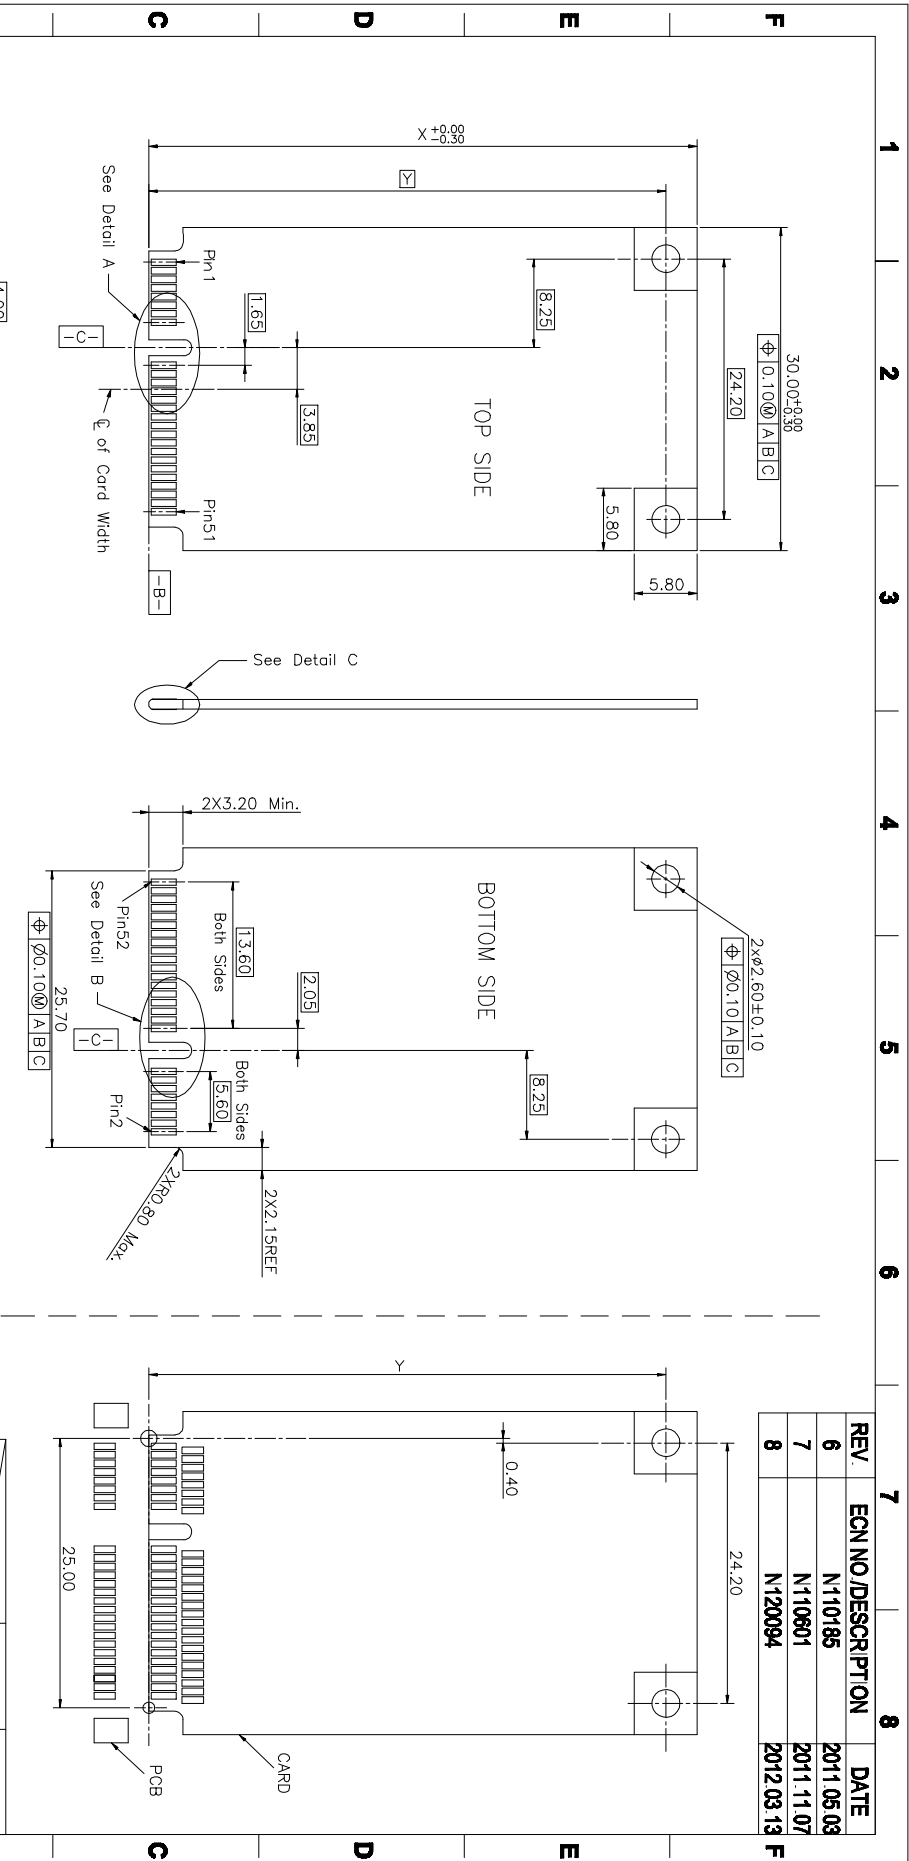 1
2
3
4
5
6
7
8
F
E
D
C
F
E
D
C
REV. ECN NO./DESCRIPTION DATE
6 N110185 2011.05.03
7 N110601 2011.11.07
8 N120094 2012.03.13
30.00 +0.00 -0.30
⌖ 0.10Ⓜ A B C
24.20
X +0.00 -0.30
Y
8.25
5.80
5.80
TOP SIDE
1.65
3.85
Pin1
Pin51
See Detail A
-C-
℄ of Card Width
-B-
See Detail C
2xø2.60±0.10
⌖ Ø0.10 A B C
8.25
BOTTOM SIDE
2X3.20 Min.
13.60
Both Sides
2.05
Both Sides
5.60
2X2.15REF
Pin52
See Detail B
Pin2
-C-
2XR0.80 Max.
25.70
⌖ Ø0.10Ⓜ A B C
24.20
Y
0.40
25.00
CARD
PCB